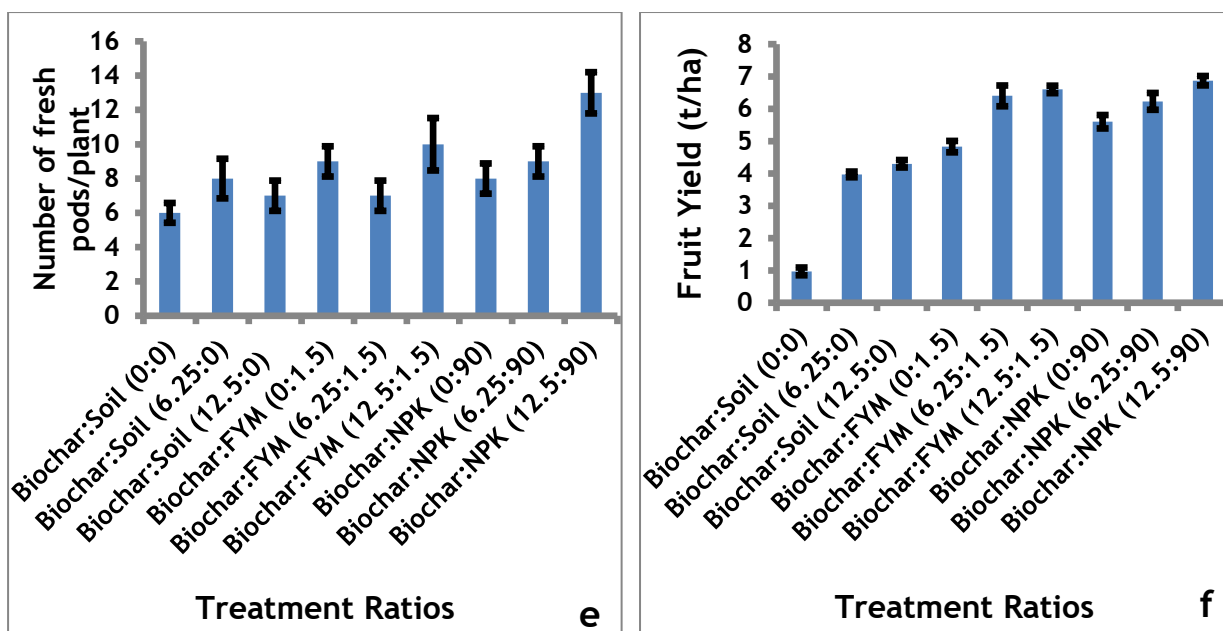 Number of fresh
pods/plant
16
14
12
10
8
6
4
2
0
Biochar:Soil (0:0)
Biochar:Soil (6.25:0)
Biochar:Soil (12.5:0)
Biochar:FYM (0:1.5)
Biochar:FYM (6.25:1.5)
Biochar:FYM (12.5:1.5)
Biochar:NPK (0:90)
Biochar:NPK (6.25:90)
Biochar:NPK (12.5:90)
Treatment Ratios
e
Fruit Yield (t/ha)
8
7
6
5
4
3
2
1
0
Biochar:Soil (0:0)
Biochar:Soil (6.25:0)
Biochar:Soil (12.5:0)
Biochar:FYM (0:1.5)
Biochar:FYM (6.25:1.5)
Biochar:FYM (12.5:1.5)
Biochar:NPK (0:90)
Biochar:NPK (6.25:90)
Biochar:NPK (12.5:90)
Treatment Ratios
f